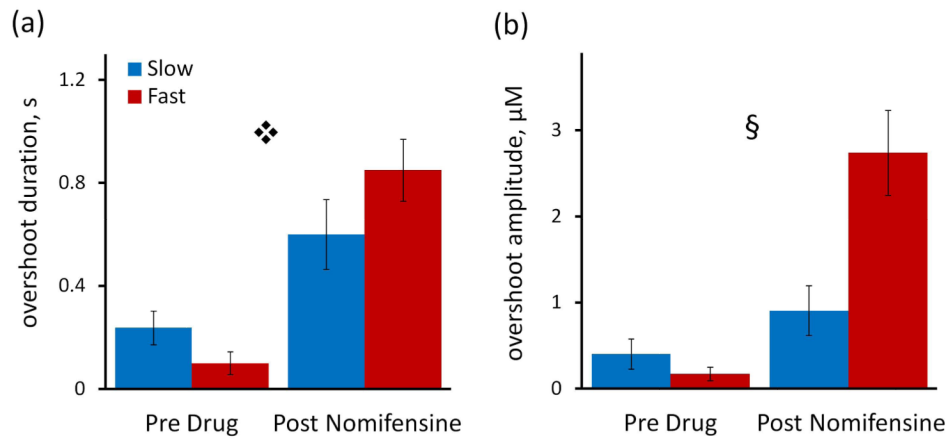 (a)
overshoot duration, s
1.2
0.8
0.4
0
Slow
Fast
❖
Pre Drug
Post Nomifensine
(b)
overshoot amplitude, µM
3
2
1
0
§
Pre Drug
Post Nomifensine